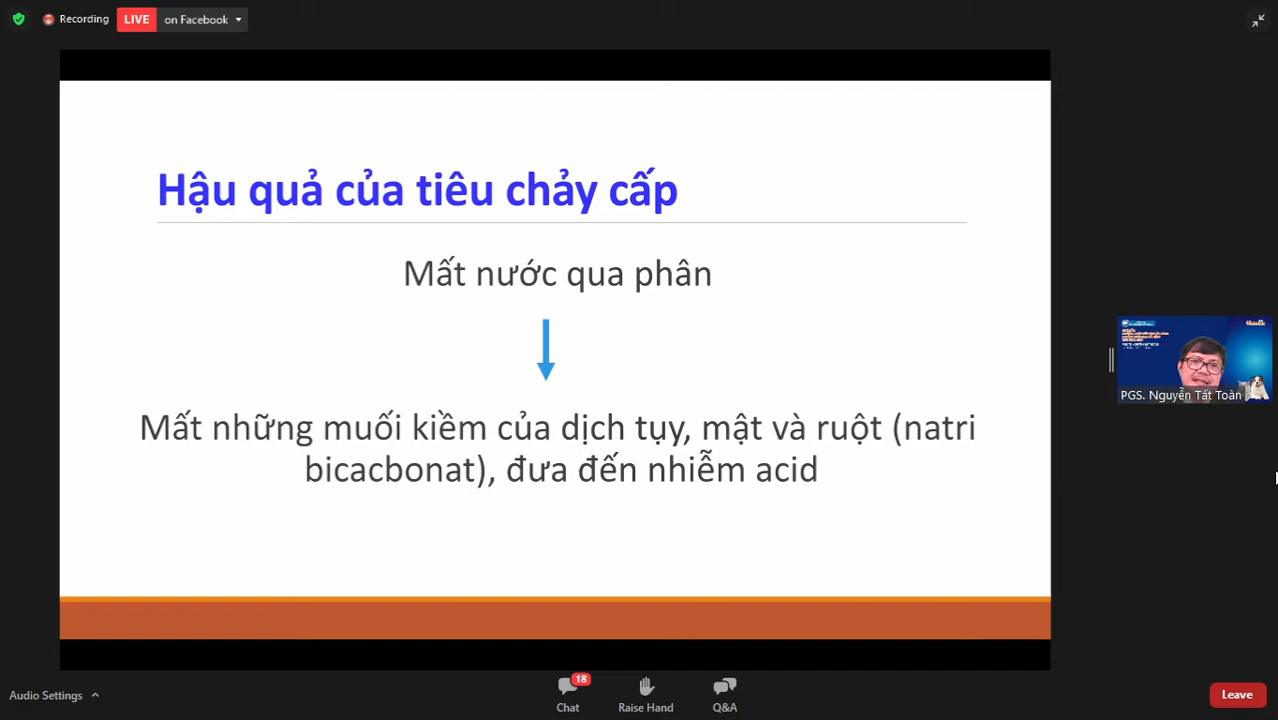 Recording
LIVE on Facebook
Hậu quả của tiêu chảy cấp
Mất nước qua phân
Mất những muối kiềm của dịch tụy, mật và ruột (natri
bicacbonat), đưa đến nhiễm acid
PGS. Nguyễn Tất Toàn
Audio Settings
18
Chat
Raise Hand
Q&A
Leave